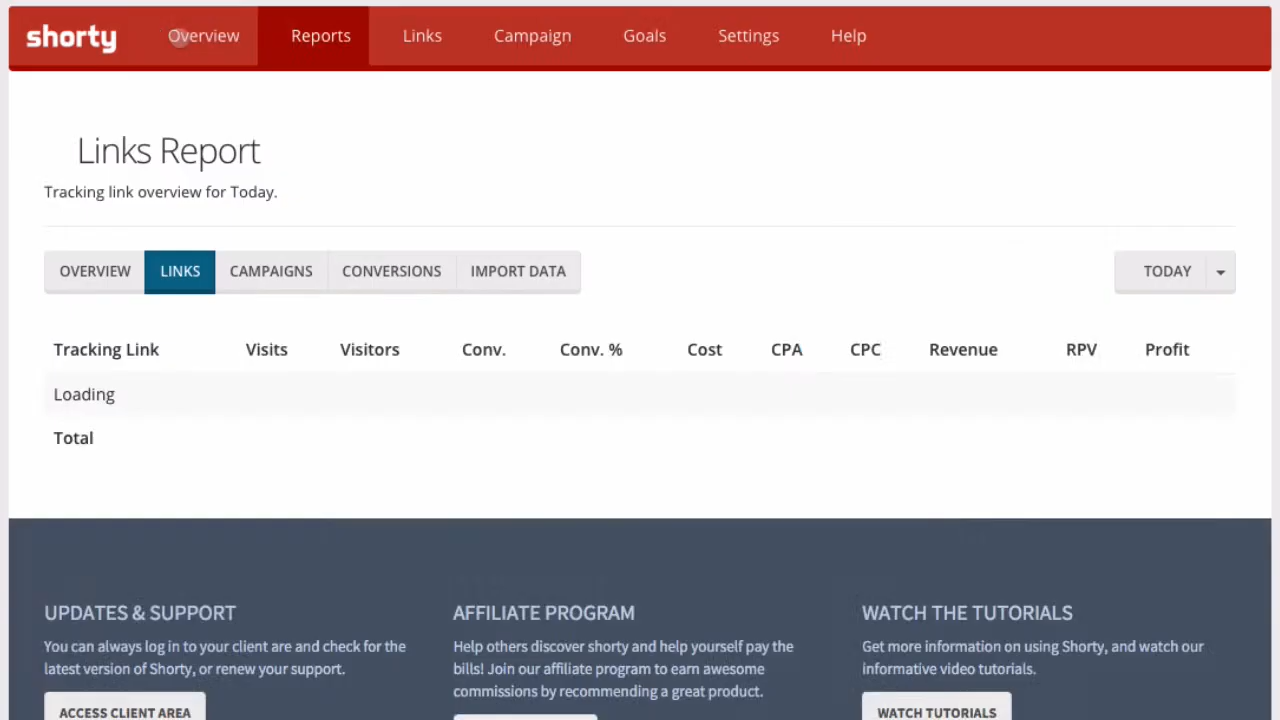 shorty Overview Reports Links Campaign Goals Settings Help
Links Report
Tracking link overview for Today.
OVERVIEW LINKS CAMPAIGNS CONVERSIONS IMPORT DATA TODAY
Tracking Link Visits Visitors Conv. Conv. % Cost CPA CPC Revenue RPV Profit
Loading
Total
UPDATES & SUPPORT
You can always log in to your client are and check for the
latest version of Shorty, or renew your support.
ACCESS CLIENT AREA
AFFILIATE PROGRAM
Help others discover shorty and help yourself pay the
bills! Join our affiliate program to earn awesome
commissions by recommending a great product.
WATCH THE TUTORIALS
Get more information on using Shorty, and watch our
informative video tutorials.
WATCH TUTORIALS